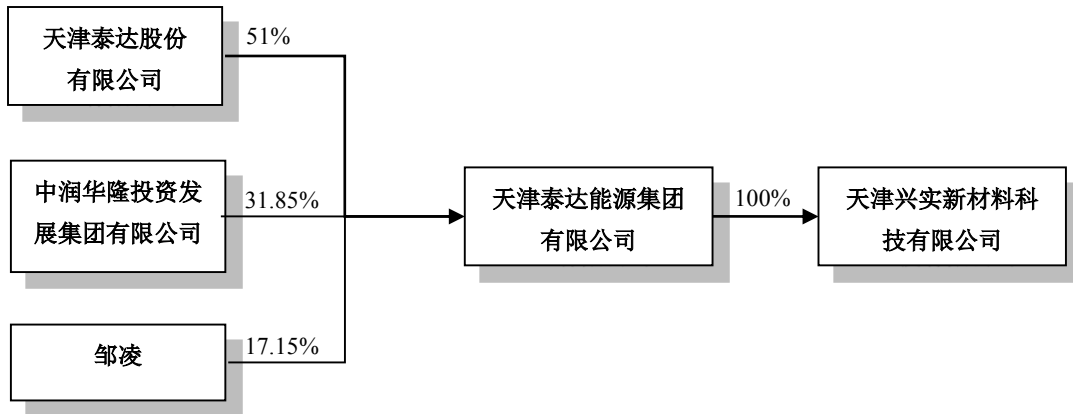 天津泰达股份
有限公司
51%
中润华隆投资发
展集团有限公司
31.85%
邹凌
17.15%
天津泰达能源集团
有限公司
100%
天津兴实新材料科
技有限公司